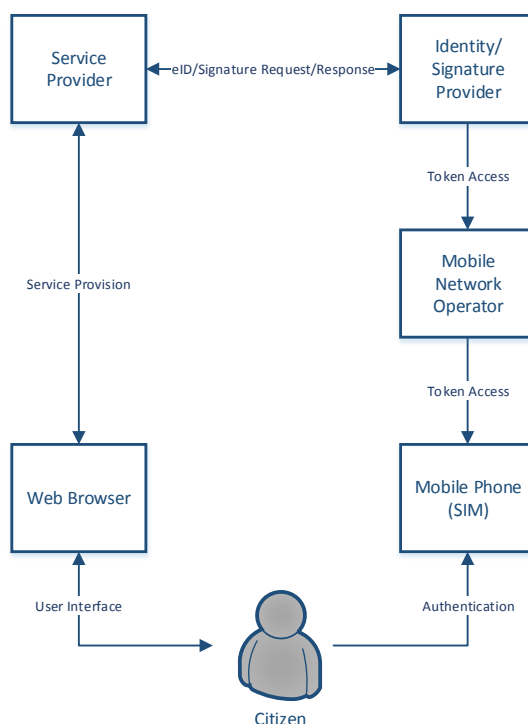 Service
Provider
eID/Signature Request/Response
Identity/
Signature
Provider
Token Access
Mobile
Network
Operator
Service Provision
Token Access
Web Browser
Mobile Phone
(SIM)
User Interface
Authentication
Citizen